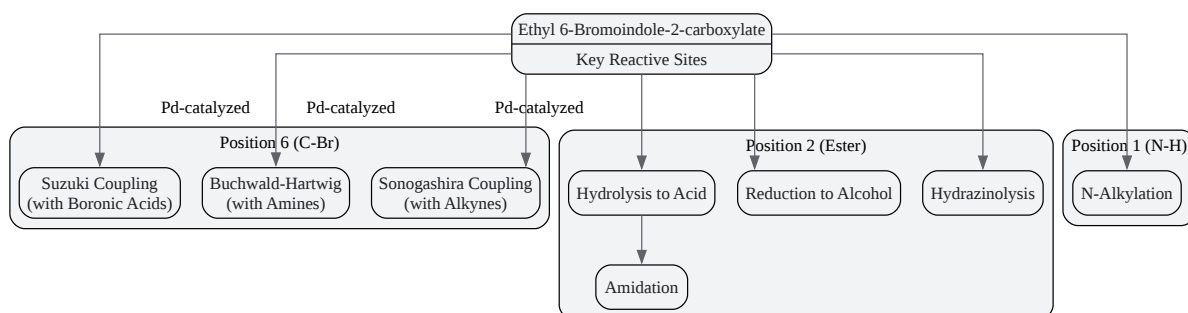 Ethyl 6-Bromoindole-2-carboxylate
Key Reactive Sites
Pd-catalyzed
Pd-catalyzed
Pd-catalyzed
Position 6 (C-Br)
Position 2 (Ester)
Position 1 (N-H)
Suzuki Coupling
(with Boronic Acids)
Buchwald-Hartwig
(with Amines)
Sonogashira Coupling
(with Alkynes)
Hydrolysis to Acid
Reduction to Alcohol
Hydrazinolysis
N-Alkylation
Amidation